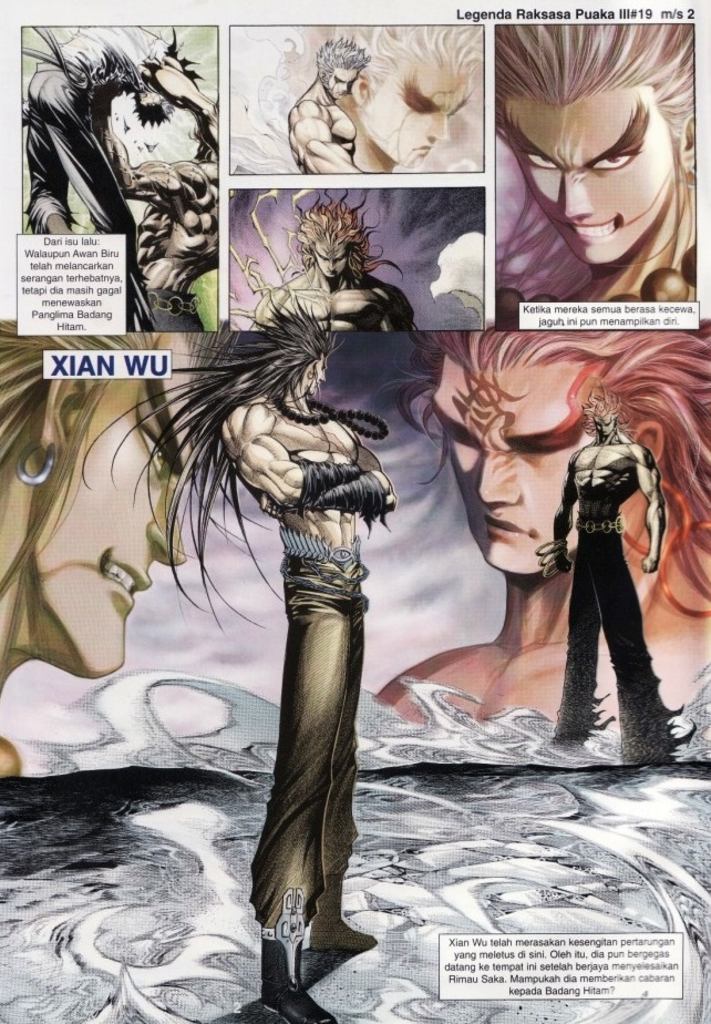 Legenda Raksasa Puaka III#19 m/s 2
Dari isu lalu:
Walaupun Awan Biru
telah melancarkan
serangan terhebatnya,
tetapi dia masih gagal
menewaskan
Panglima Badang
Hitam.
Ketika mereka semua berasa kecewa,
jaguh ini pun menampilkan diri.
XIAN WU
Xian Wu telah merasakan kesengitan pertarungan
yang meletus di sini. Oleh itu, dia pun bergegas
datang ke tempat ini setelah berjaya menyelesaikan
Rimau Saka. Mampukah dia memberikan cabaran
kepada Badang Hitam?